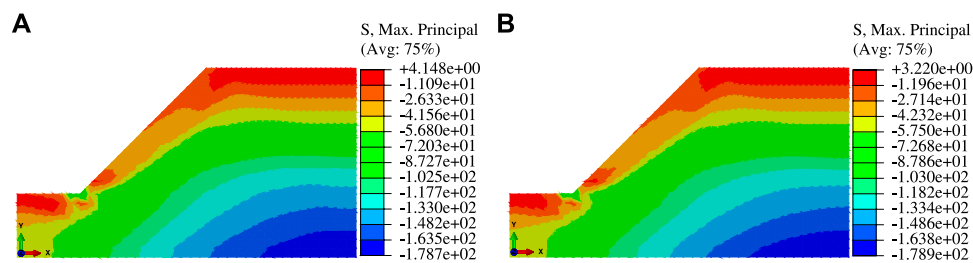 A
S, Max. Principal
(Avg: 75%)
+4.148e+00
-1.109e+01
-2.633e+01
-4.156e+01
-5.680e+01
-7.203e+01
-8.727e+01
-1.025e+02
-1.177e+02
-1.330e+02
-1.482e+02
-1.635e+02
-1.787e+02
Y
X
B
S, Max. Principal
(Avg: 75%)
+3.220e+00
-1.196e+01
-2.714e+01
-4.232e+01
-5.750e+01
-7.268e+01
-8.786e+01
-1.030e+02
-1.182e+02
-1.334e+02
-1.486e+02
-1.638e+02
-1.789e+02
Y
X